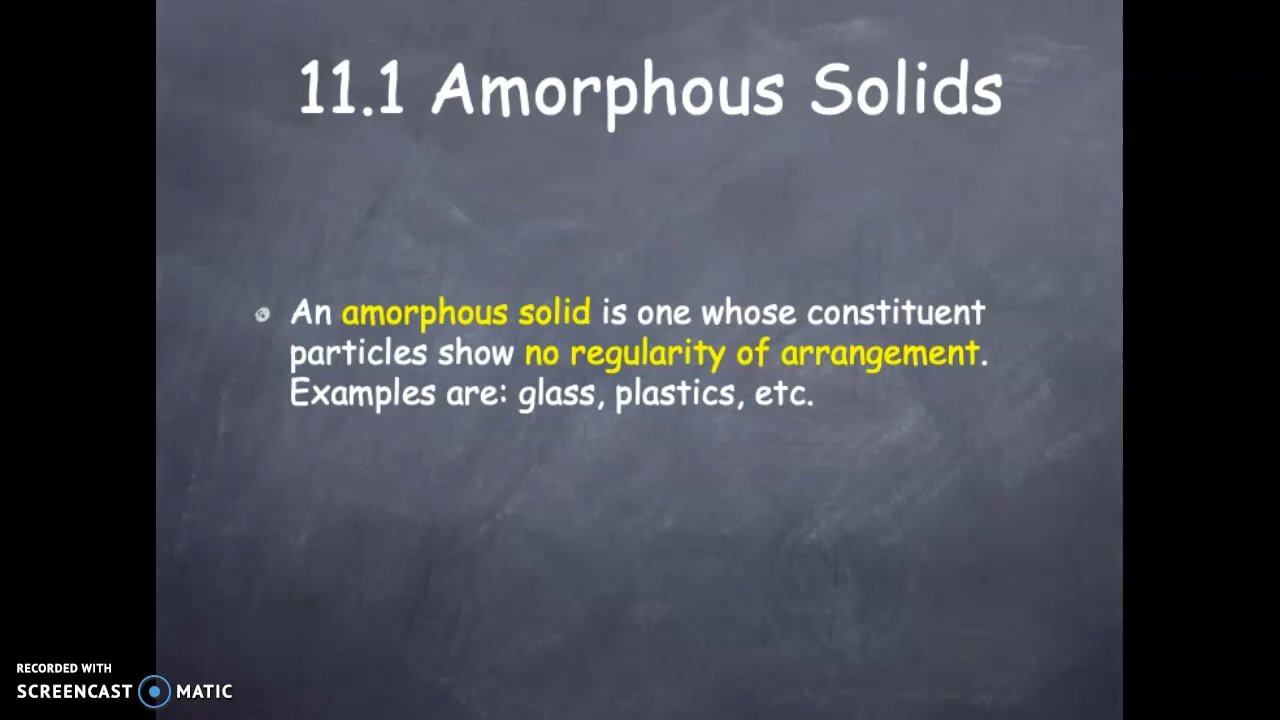 11.1 Amorphous Solids
An amorphous solid is one whose constituent
particles show no regularity of arrangement.
Examples are: glass, plastics, etc.
RECORDED WITH
SCREENCAST MATIC